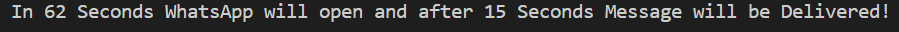 In 62 Seconds WhatsApp will open and after 15 Seconds Message will be Delivered!